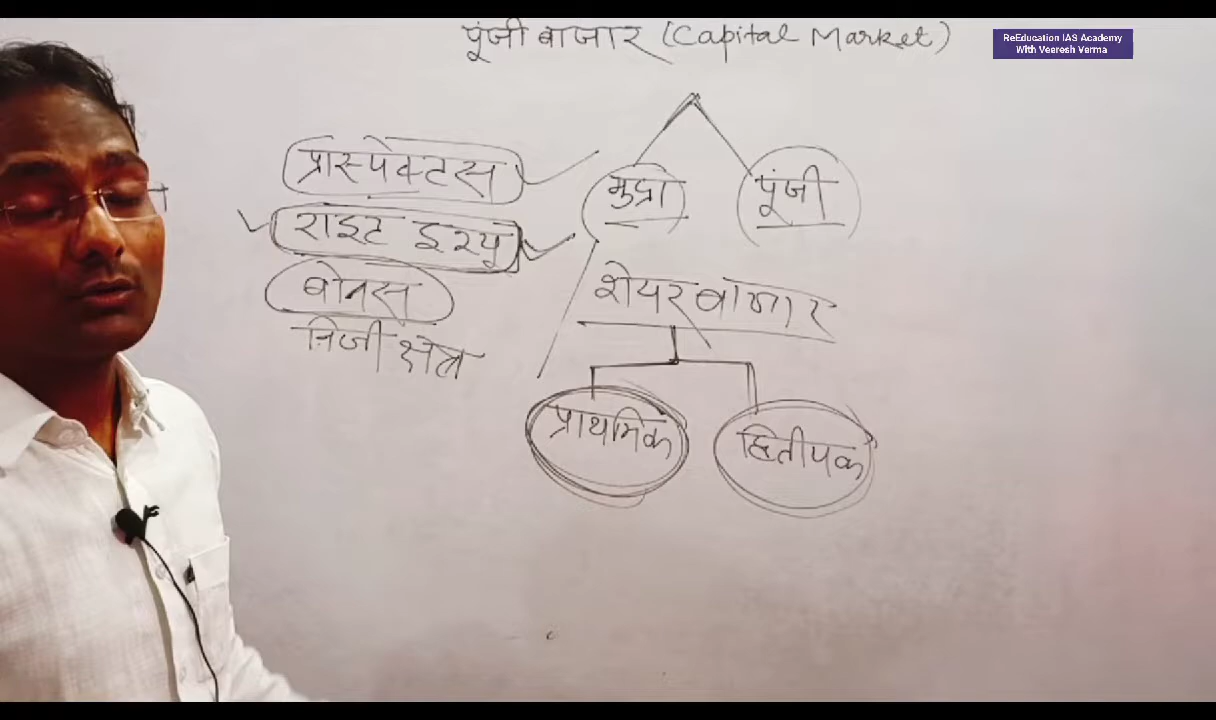 पूंजी बाजार (Capital Market)
ReEducation IAS Academy
With Veeresh Verma
प्रास्पेक्टस
मुद्रा
पूंजी
राइट इश्यू
बोनस
शेयर बाजार
निजी क्षेत्र
प्राथमिक
द्वितीयक